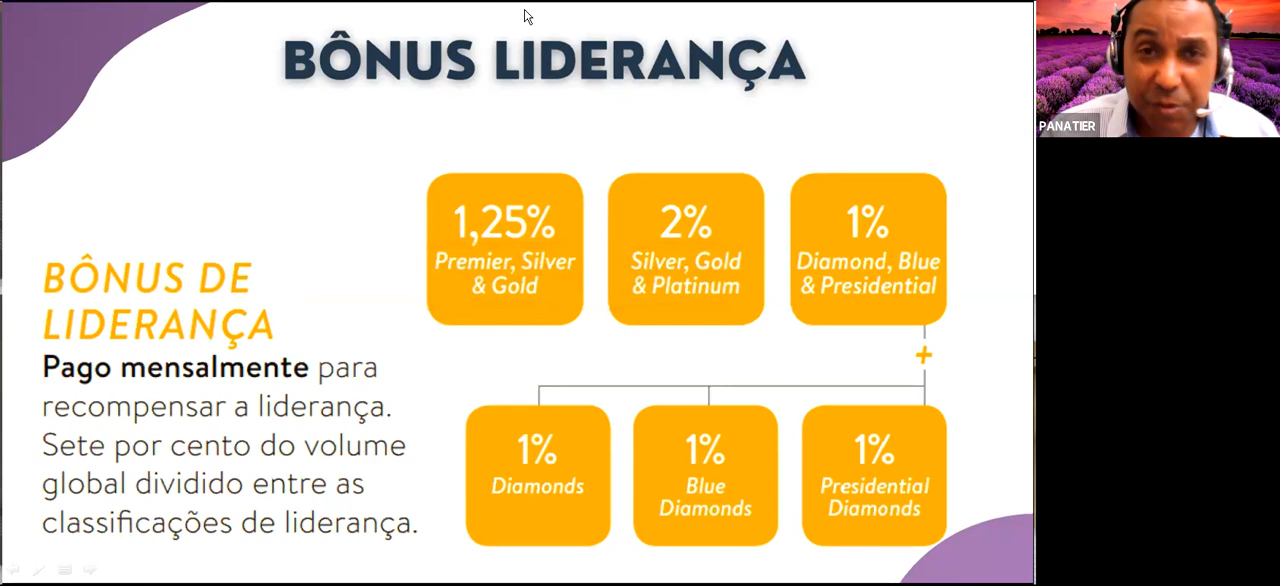 BÔNUS LIDERANÇA
PANATIER
1,25%
Premier, Silver
& Gold
2%
Silver, Gold
& Platinum
1%
Diamond, Blue
& Presidential
BÔNUS DE
LIDERANÇA
Pago mensalmente para
recompensar a liderança.
Sete por cento do volume
global dividido entre as
classificações de liderança.
+
1%
Diamonds
1%
Blue
Diamonds
1%
Presidential
Diamonds